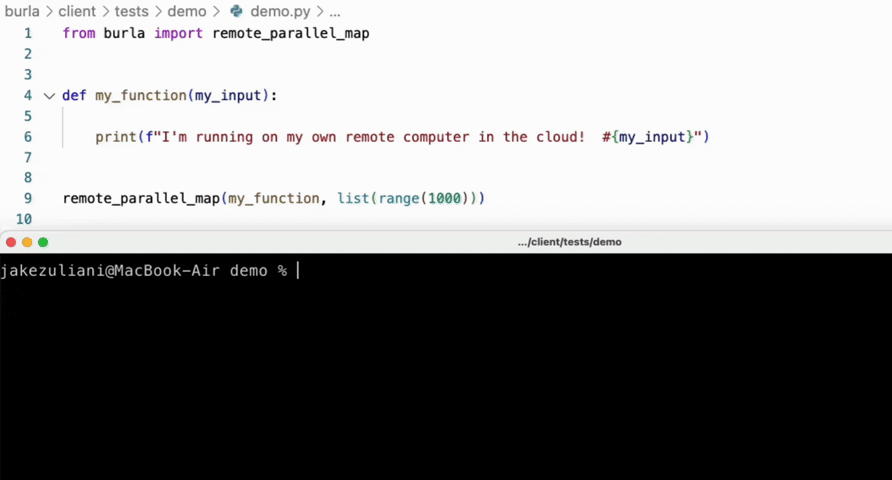 burla > client > tests > demo > demo.py > ...
1 from burla import remote_parallel_map
2
3
4 def my_function(my_input):
5
6 print(f"I'm running on my own remote computer in the cloud!  #{my_input}")
7
8
9 remote_parallel_map(my_function, list(range(1000)))
10
.../client/tests/demo
jakezuliani@MacBook-Air demo %